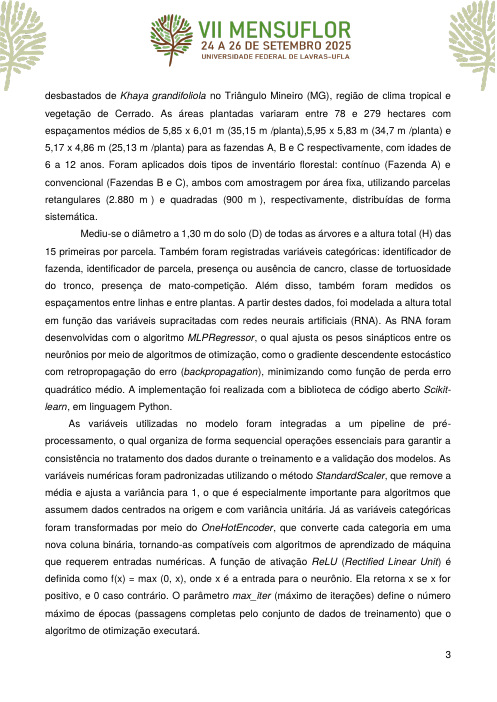 VII MENSUFLOR
24 A 26 DE SETEMBRO 2025
UNIVERSIDADE FEDERAL DE LAVRAS-UFLA
desbastados de Khaya grandifoliola no Triângulo Mineiro (MG), região de clima tropical e
vegetação de Cerrado. As áreas plantadas variaram entre 78 e 279 hectares com
espaçamentos médios de 5,85 x 6,01 m (35,15 m /planta),5,95 x 5,83 m (34,7 m /planta) e
5,17 x 4,86 m (25,13 m /planta) para as fazendas A, B e C respectivamente, com idades de
6 a 12 anos. Foram aplicados dois tipos de inventário florestal: contínuo (Fazenda A) e
convencional (Fazendas B e C), ambos com amostragem por área fixa, utilizando parcelas
retangulares (2.880 m ) e quadradas (900 m ), respectivamente, distribuídas de forma
sistemática.
Mediu-se o diâmetro a 1,30 m do solo (D) de todas as árvores e a altura total (H) das
15 primeiras por parcela. Também foram registradas variáveis categóricas: identificador de
fazenda, identificador de parcela, presença ou ausência de cancro, classe de tortuosidade
do tronco, presença de mato-competição. Além disso, também foram medidos os
espaçamentos entre linhas e entre plantas. A partir destes dados, foi modelada a altura total
em função das variáveis supracitadas com redes neurais artificiais (RNA). As RNA foram
desenvolvidas com o algoritmo MLPRegressor, o qual ajusta os pesos sinápticos entre os
neurônios por meio de algoritmos de otimização, como o gradiente descendente estocástico
com retropropagação do erro (backpropagation), minimizando como função de perda erro
quadrático médio. A implementação foi realizada com a biblioteca de código aberto Scikit-
learn, em linguagem Python.
As variáveis utilizadas no modelo foram integradas a um pipeline de pré-
processamento, o qual organiza de forma sequencial operações essenciais para garantir a
consistência no tratamento dos dados durante o treinamento e a validação dos modelos. As
variáveis numéricas foram padronizadas utilizando o método StandardScaler, que remove a
média e ajusta a variância para 1, o que é especialmente importante para algoritmos que
assumem dados centrados na origem e com variância unitária. Já as variáveis categóricas
foram transformadas por meio do OneHotEncoder, que converte cada categoria em uma
nova coluna binária, tornando-as compatíveis com algoritmos de aprendizado de máquina
que requerem entradas numéricas. A função de ativação ReLU (Rectified Linear Unit) é
definida como f(x) = max (0, x), onde x é a entrada para o neurônio. Ela retorna x se x for
positivo, e 0 caso contrário. O parâmetro max_iter (máximo de iterações) define o número
máximo de épocas (passagens completas pelo conjunto de dados de treinamento) que o
algoritmo de otimização executará.
3